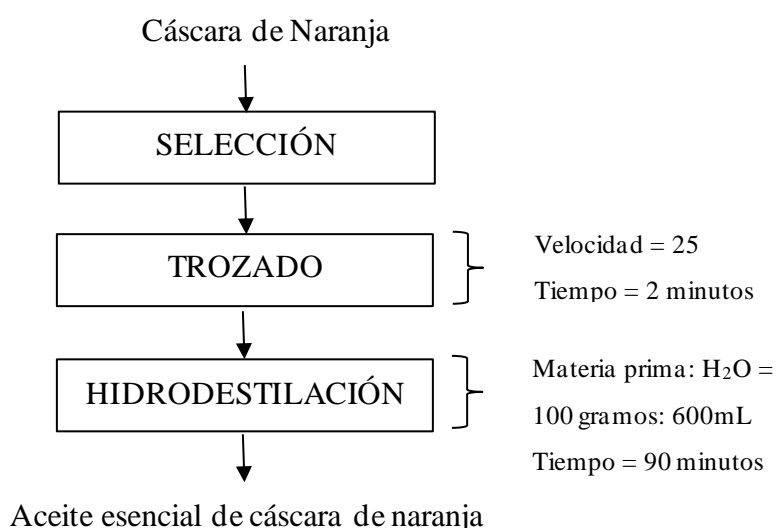 Cáscara de Naranja
SELECCIÓN
TROZADO
Velocidad = 25
Tiempo = 2 minutos
HIDRODESTILACIÓN
Materia prima: H₂O =
100 gramos: 600mL
Tiempo = 90 minutos
Aceite esencial de cáscara de naranja